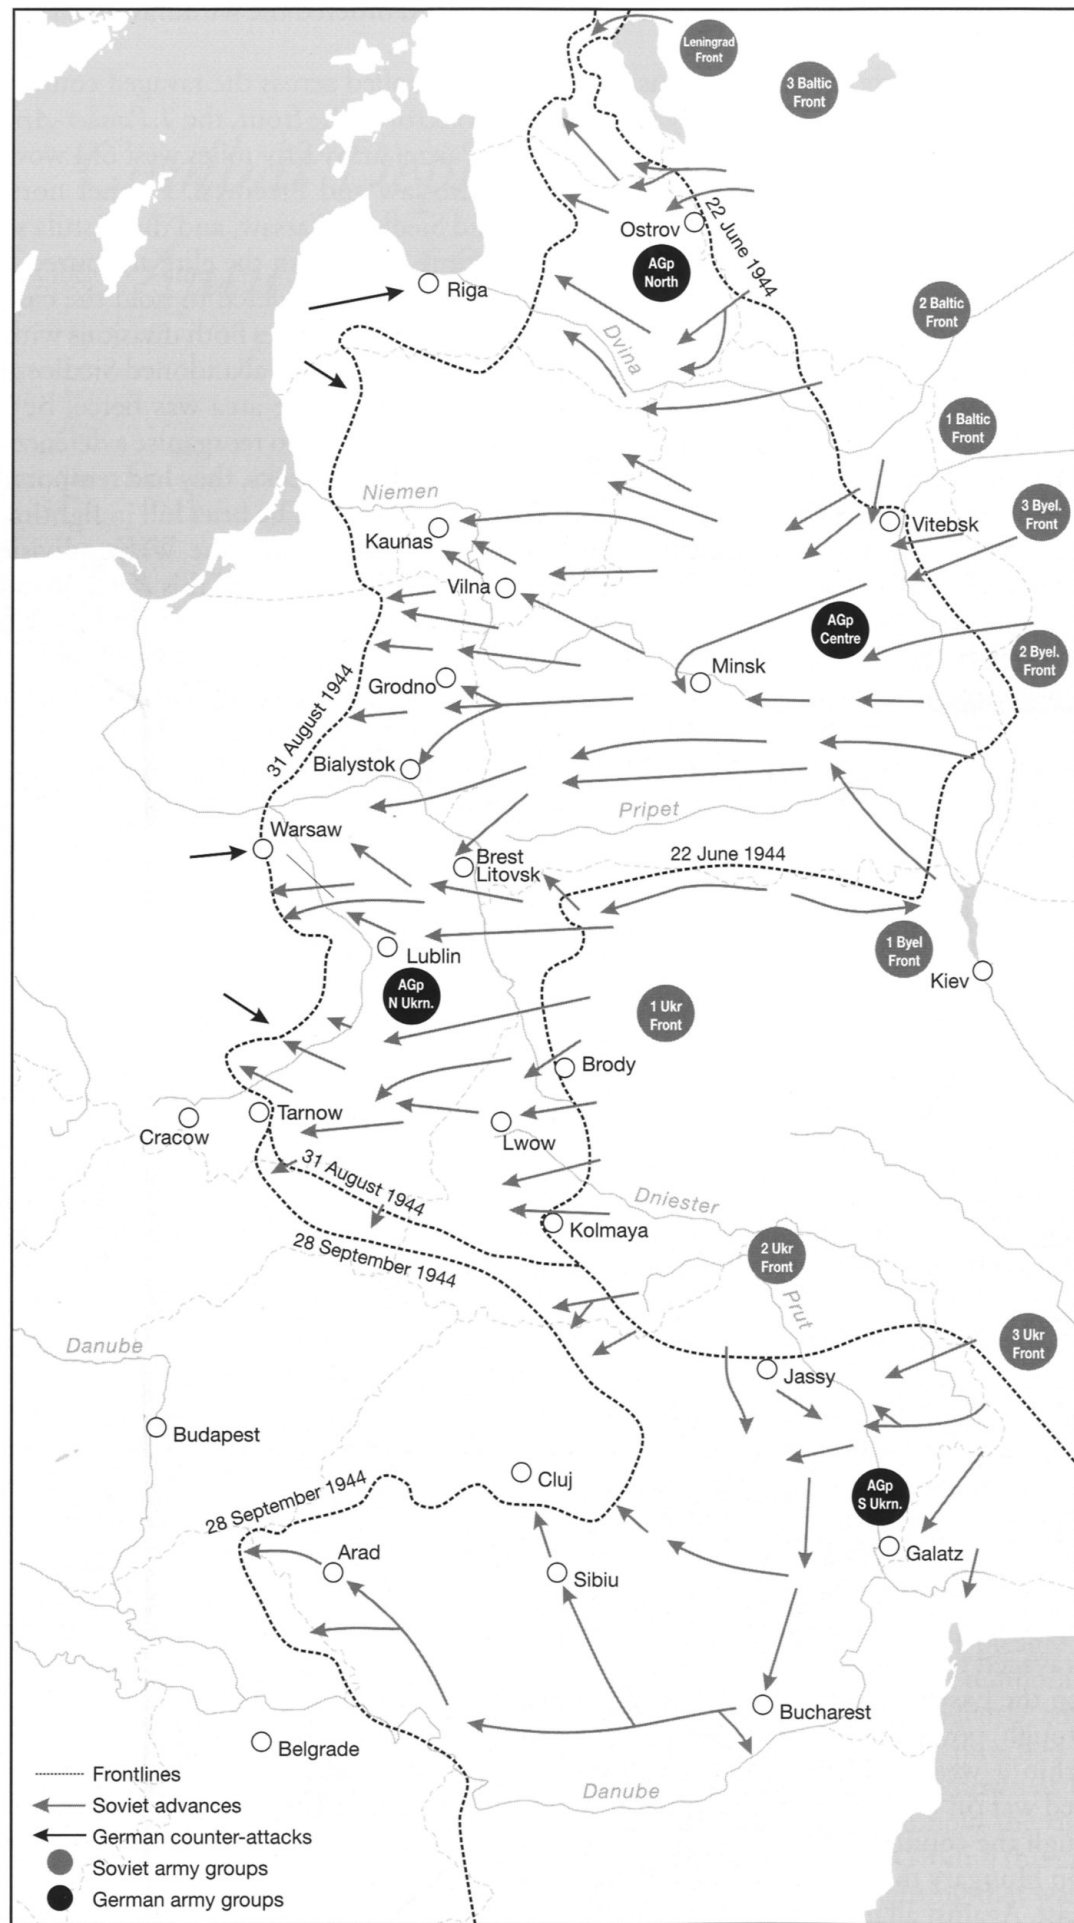 Leningrad
Front
3 Baltic
Front
Ostrov
22 June 1944
AGp
North
Riga
2 Baltic
Front
Dvina
1 Baltic
Front
Niemen
Kaunas
Vitebsk
3 Byel.
Front
Vilna
AGp
Centre
2 Byel.
Front
Minsk
Grodno
31 August 1944
Bialystok
Pripet
Warsaw
22 June 1944
Brest
Litovsk
1 Byel
Front
Lublin
Kiev
AGp
N Ukrn.
1 Ukr
Front
Brody
Tarnow
Cracow
Lwow
31 August 1944
Dniester
Kolmaya
28 September 1944
2 Ukr
Front
Prut
3 Ukr
Front
Danube
Jassy
Budapest
Cluj
28 September 1944
AGp
S Ukrn.
Arad
Sibiu
Galatz
Bucharest
Belgrade
Danube
Frontlines
Soviet advances
German counter-attacks
Soviet army groups
German army groups